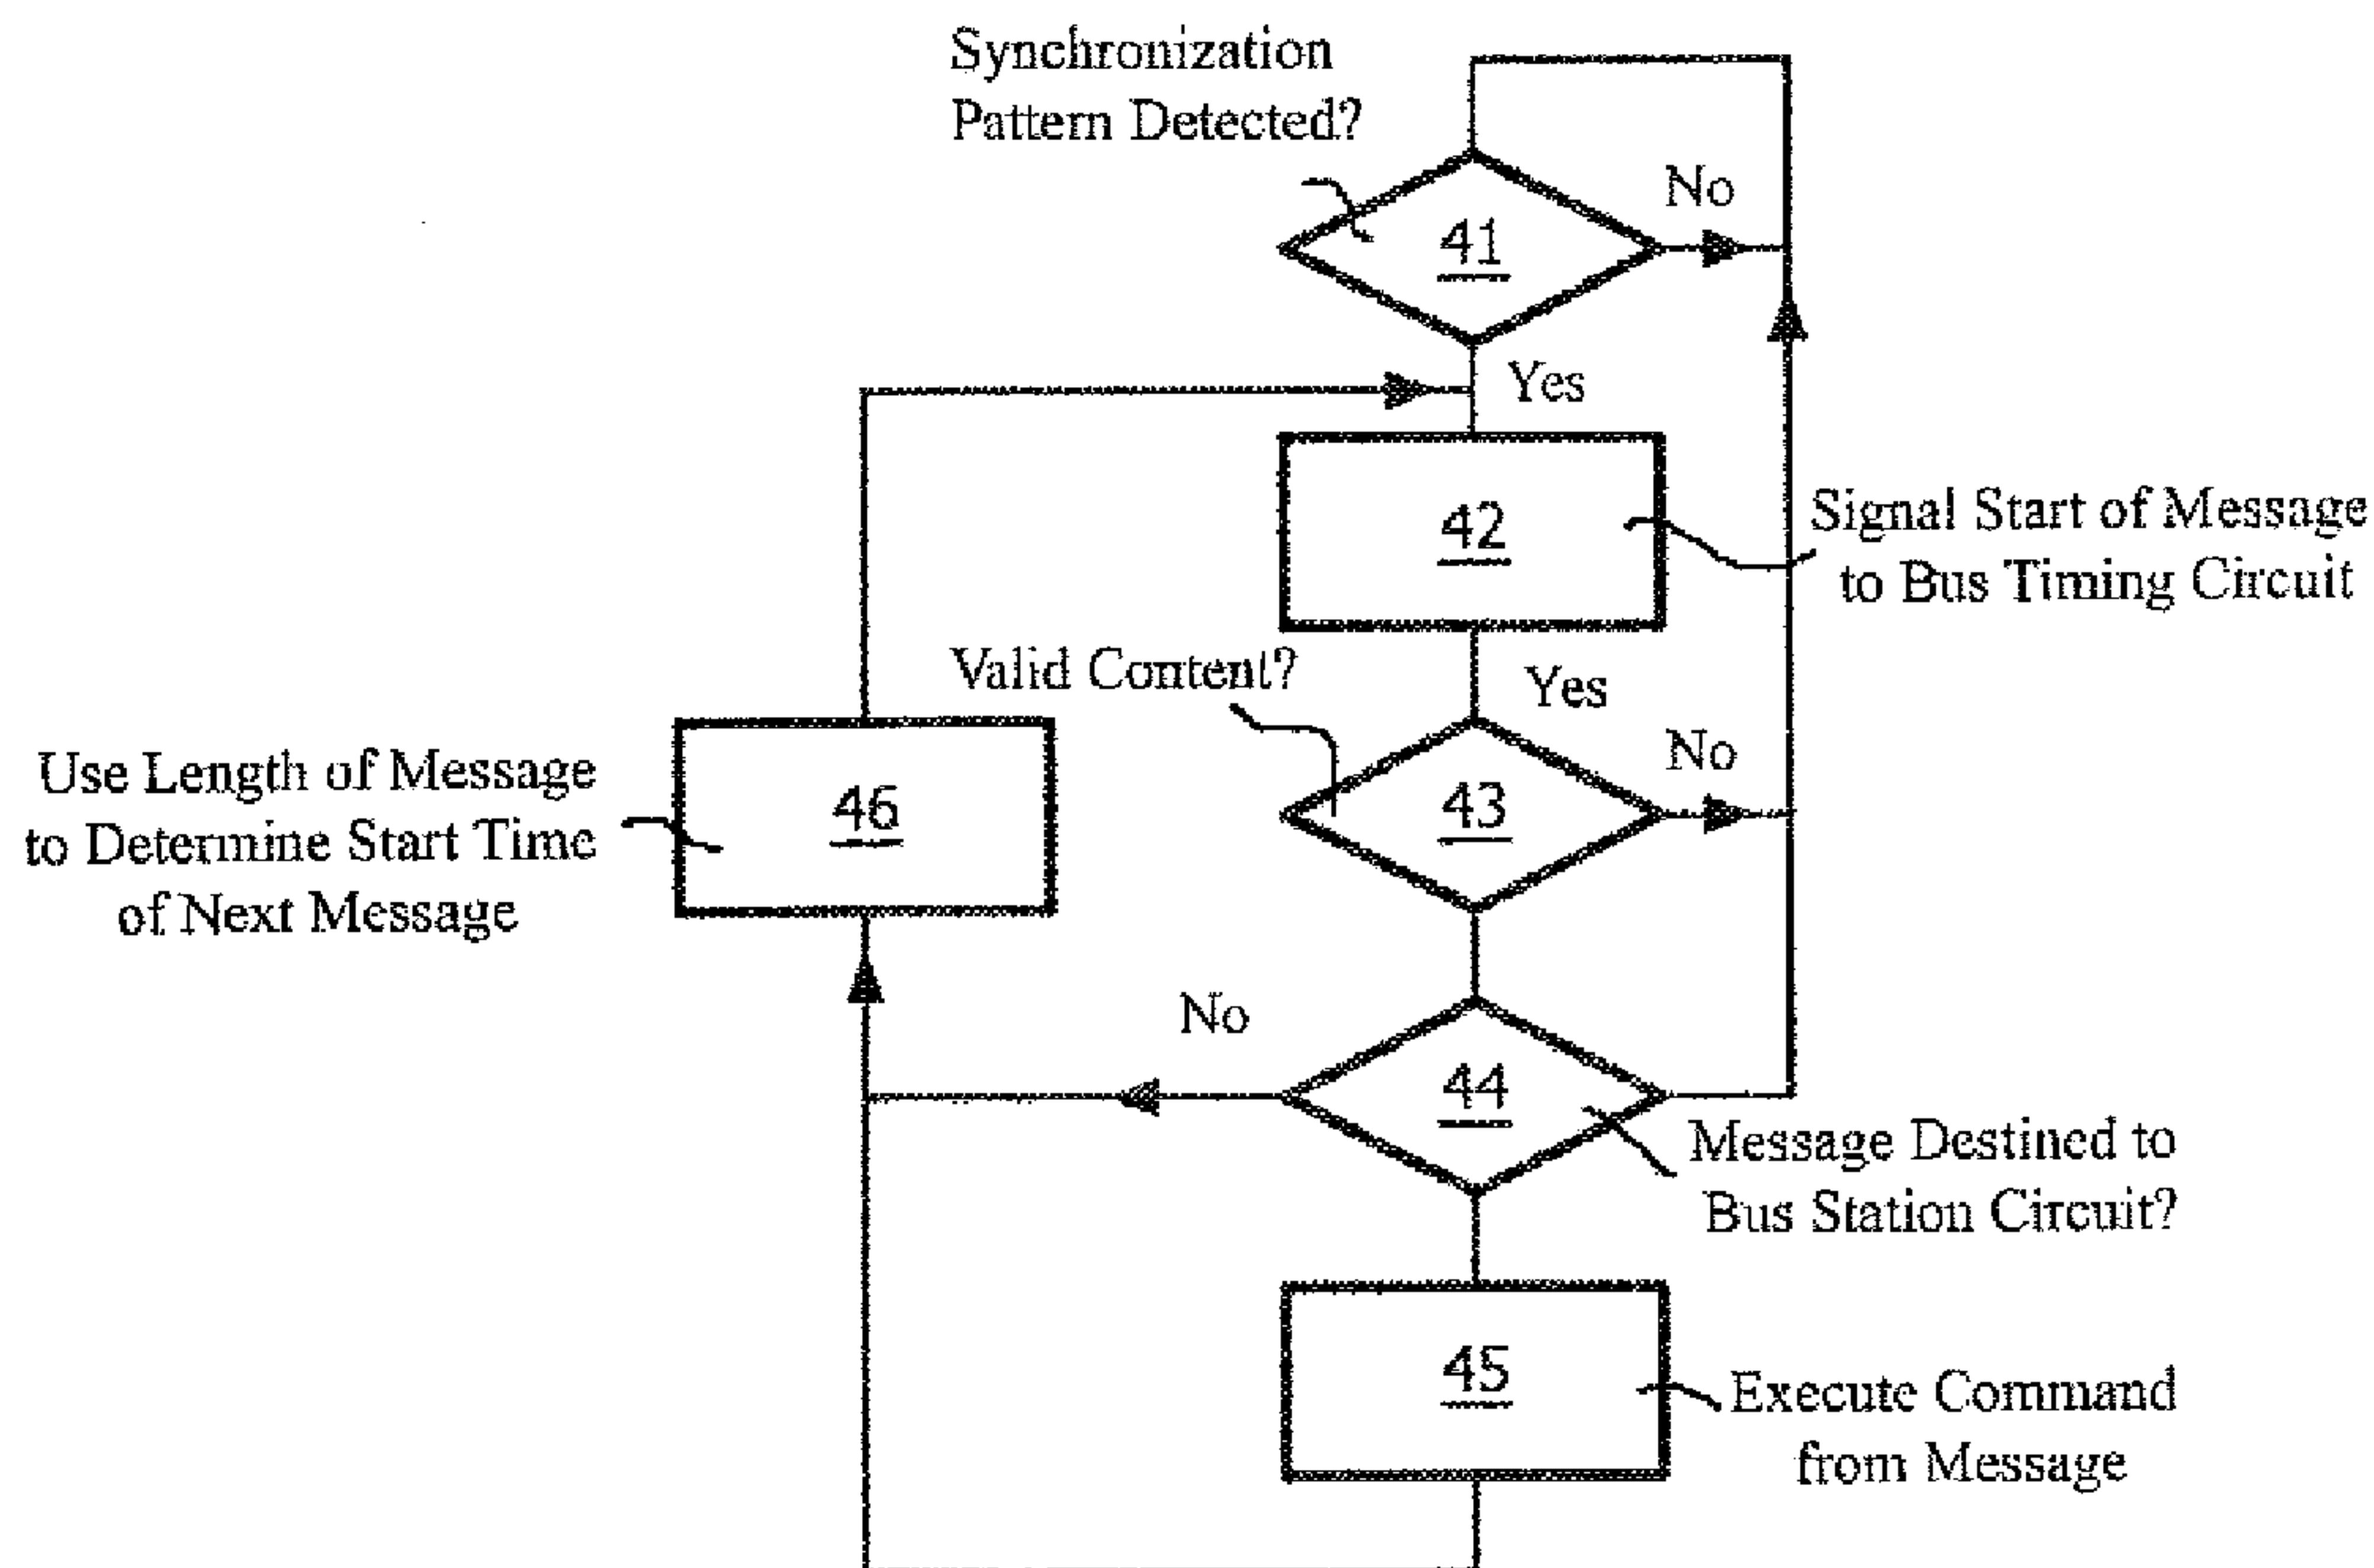 Synchronization
Pattern Detected?
No
41
Yes
42
Signal Start of Message
to Bus Timing Circuit
Valid Content?
Yes
No
43
Use Length of Message
to Determine Start Time
of Next Message
46
No
44
Message Destined to
Bus Station Circuit?
45
Execute Command
from Message